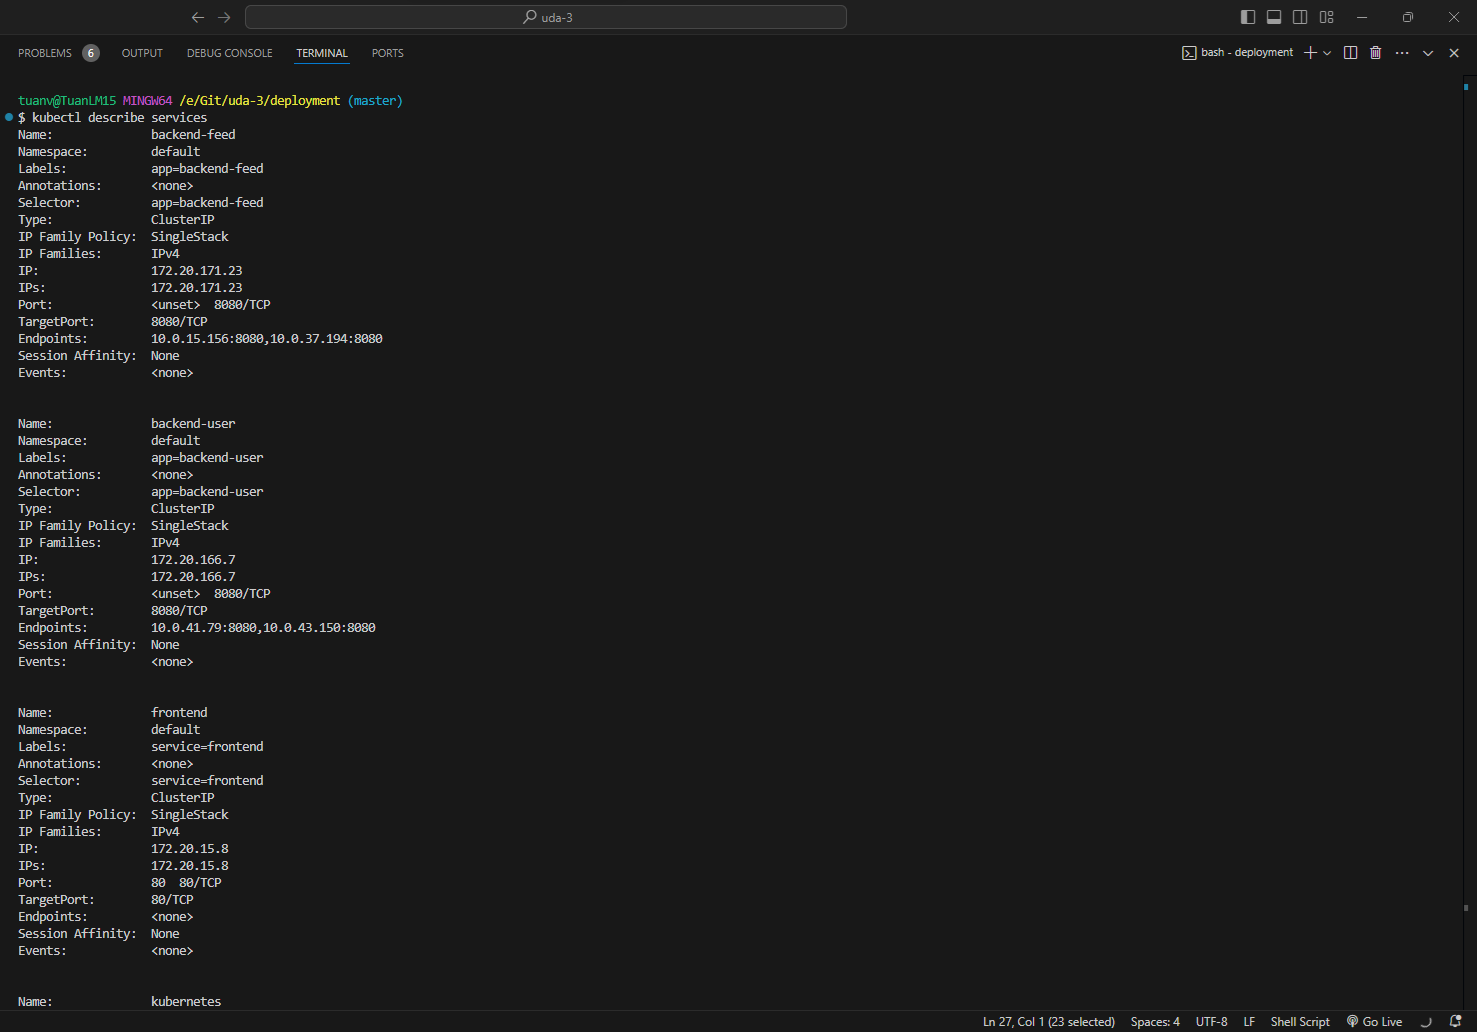 uda-3
PROBLEMS 6 OUTPUT DEBUG CONSOLE TERMINAL PORTS bash - deployment
tuanv@TuanLM15 MINGW64 /e/Git/uda-3/deployment (master)
$ kubectl describe services
Name: backend-feed
Namespace: default
Labels: app=backend-feed
Annotations: <none>
Selector: app=backend-feed
Type: ClusterIP
IP Family Policy: SingleStack
IP Families: IPv4
IP: 172.20.171.23
IPs: 172.20.171.23
Port: <unset> 8080/TCP
TargetPort: 8080/TCP
Endpoints: 10.0.15.156:8080,10.0.37.194:8080
Session Affinity: None
Events: <none>
Name: backend-user
Namespace: default
Labels: app=backend-user
Annotations: <none>
Selector: app=backend-user
Type: ClusterIP
IP Family Policy: SingleStack
IP Families: IPv4
IP: 172.20.166.7
IPs: 172.20.166.7
Port: <unset> 8080/TCP
TargetPort: 8080/TCP
Endpoints: 10.0.41.79:8080,10.0.43.150:8080
Session Affinity: None
Events: <none>
Name: frontend
Namespace: default
Labels: service=frontend
Annotations: <none>
Selector: service=frontend
Type: ClusterIP
IP Family Policy: SingleStack
IP Families: IPv4
IP: 172.20.15.8
IPs: 172.20.15.8
Port: 80 80/TCP
TargetPort: 80/TCP
Endpoints: <none>
Session Affinity: None
Events: <none>
Name: kubernetes
Ln 27, Col 1 (23 selected) Spaces: 4 UTF-8 LF Shell Script Go Live